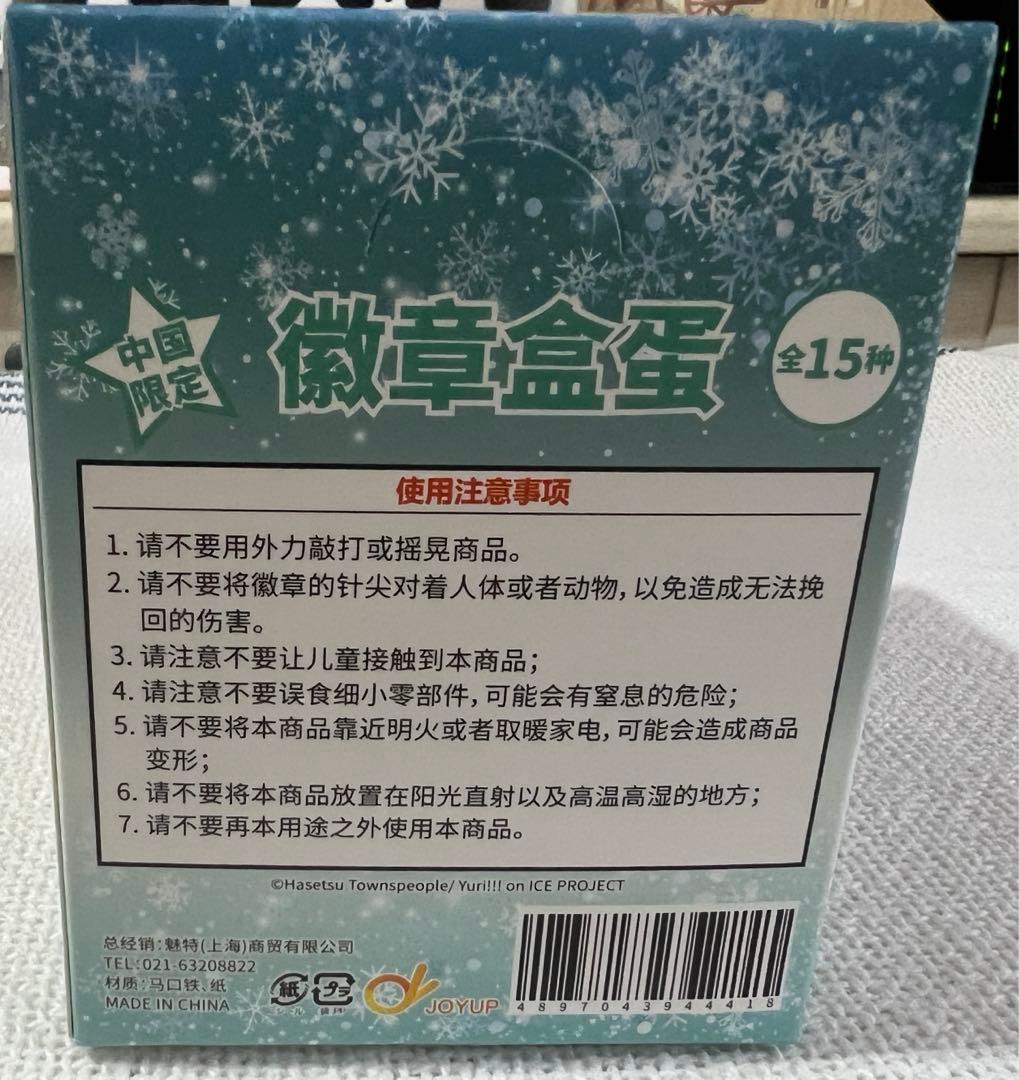 中国
限定
徽章盒蛋
全15种
使用注意事项
1. 请不要用外力敲打或摇晃商品。
2. 请不要将徽章的针尖对着人体或者动物，以免造成无法挽
回的伤害。
3. 请注意不要让儿童接触到本商品；
4. 请注意不要误食细小零部件，可能会有窒息的危险；
5. 请不要将本商品靠近明火或者取暖家电，可能会造成商品
变形；
6. 请不要将本商品放置在阳光直射以及高温高湿的地方；
7. 请不要再本用途之外使用本商品。
©Hasetsu Townspeople/ Yuri!!! on ICE PROJECT
总经销：魅特(上海)商贸有限公司
TEL:021-63208822
材质：马口铁、纸
MADE IN CHINA
紙
プラ
JOYUP
4897043944418